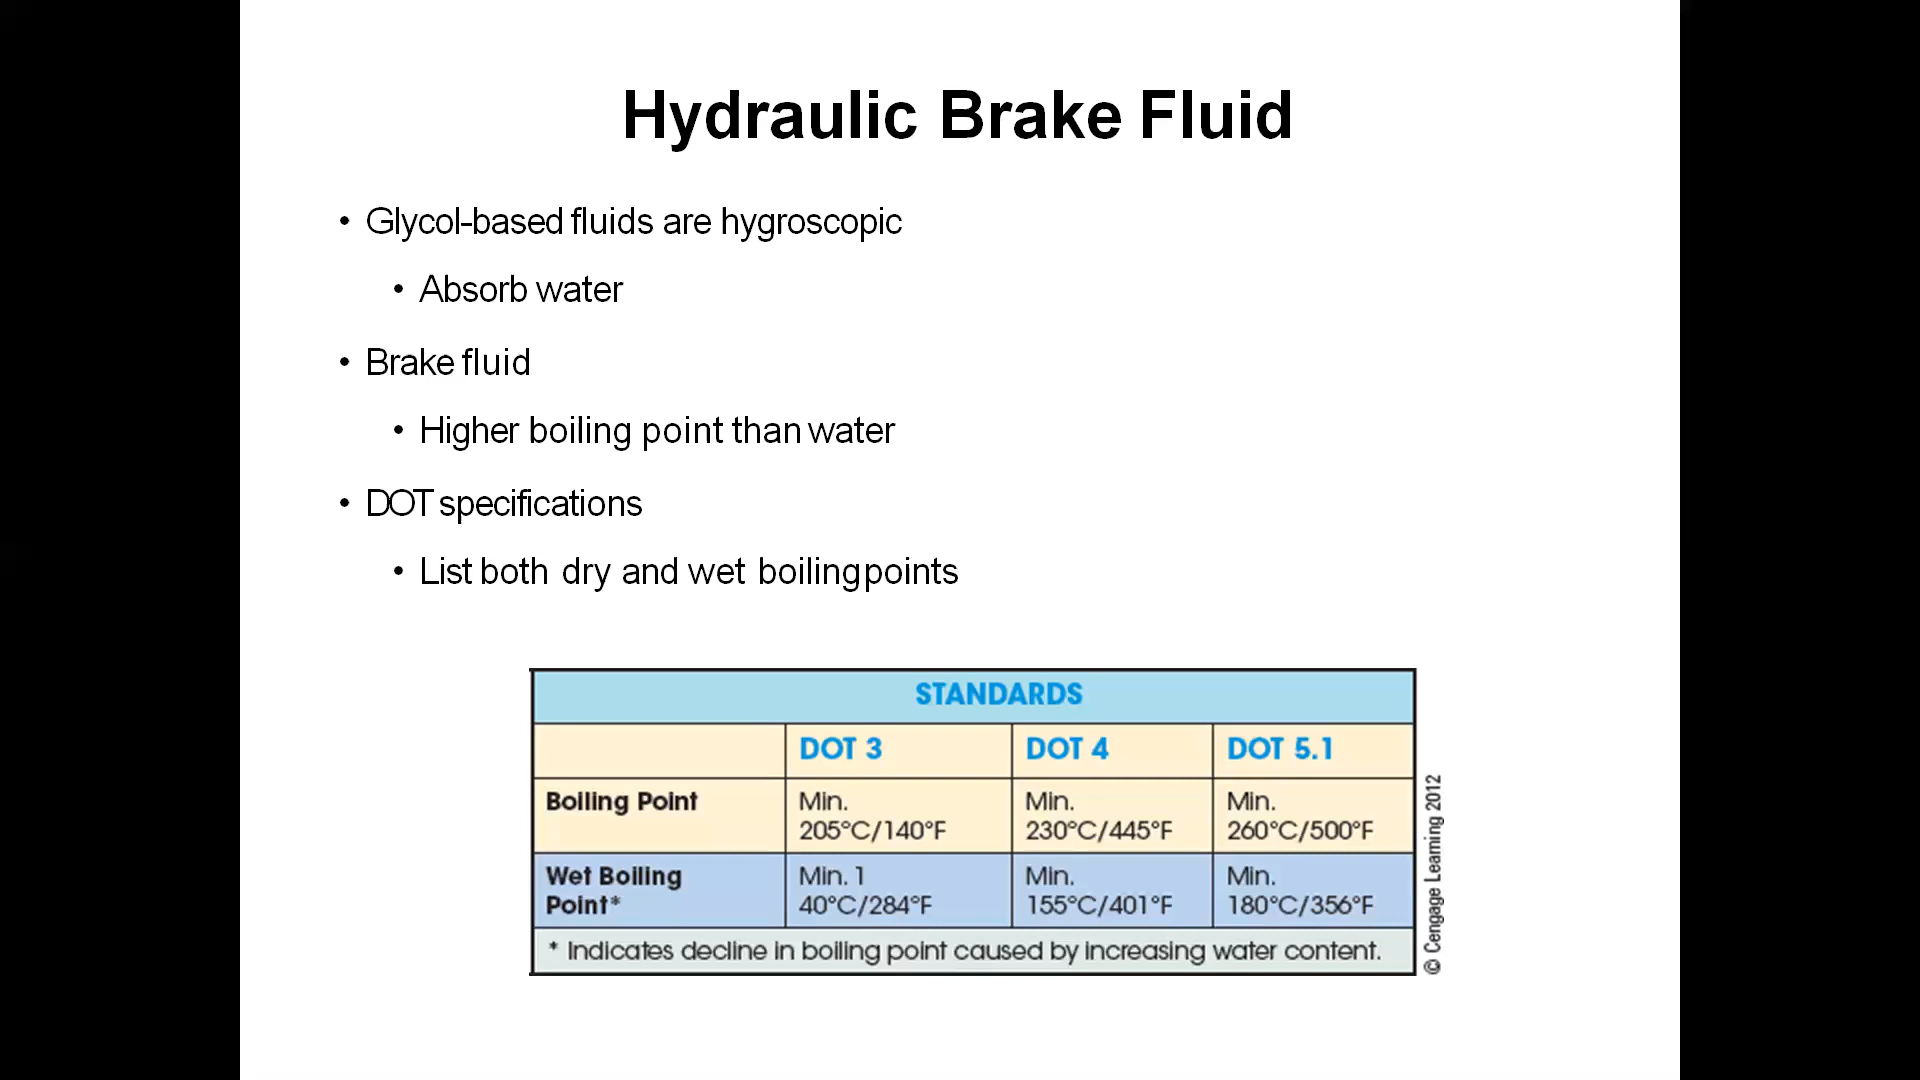 Hydraulic Brake Fluid
• Glycol-based fluids are hygroscopic
• Absorb water
• Brake fluid
• Higher boiling point than water
• DOT specifications
• List both dry and wet boiling points
STANDARDS
DOT 3 DOT 4 DOT 5.1
Boiling Point Min. Min. Min.
205°C/140°F 230°C/445°F 260°C/500°F
Wet Boiling Min. 1 Min. Min.
Point* 40°C/284°F 155°C/401°F 180°C/356°F
* Indicates decline in boiling point caused by increasing water content.
© Cengage Learning 2012